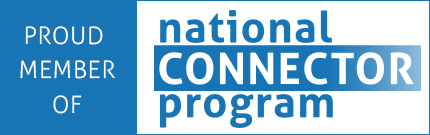 PROUD
MEMBER
OF
national
CONNECTOR
program